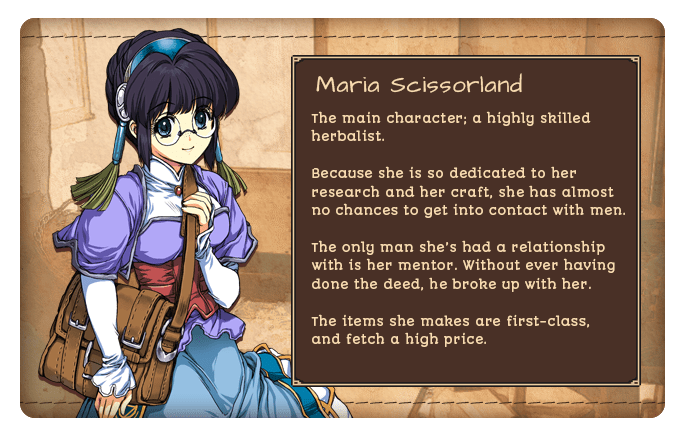 Maria Scissorland
The main character; a highly skilled
herbalist.
Because she is so dedicated to her
research and her craft, she has almost
no chances to get into contact with men.
The only man she's had a relationship
with is her mentor. Without ever having
done the deed, he broke up with her.
The items she makes are first-class,
and fetch a high price.